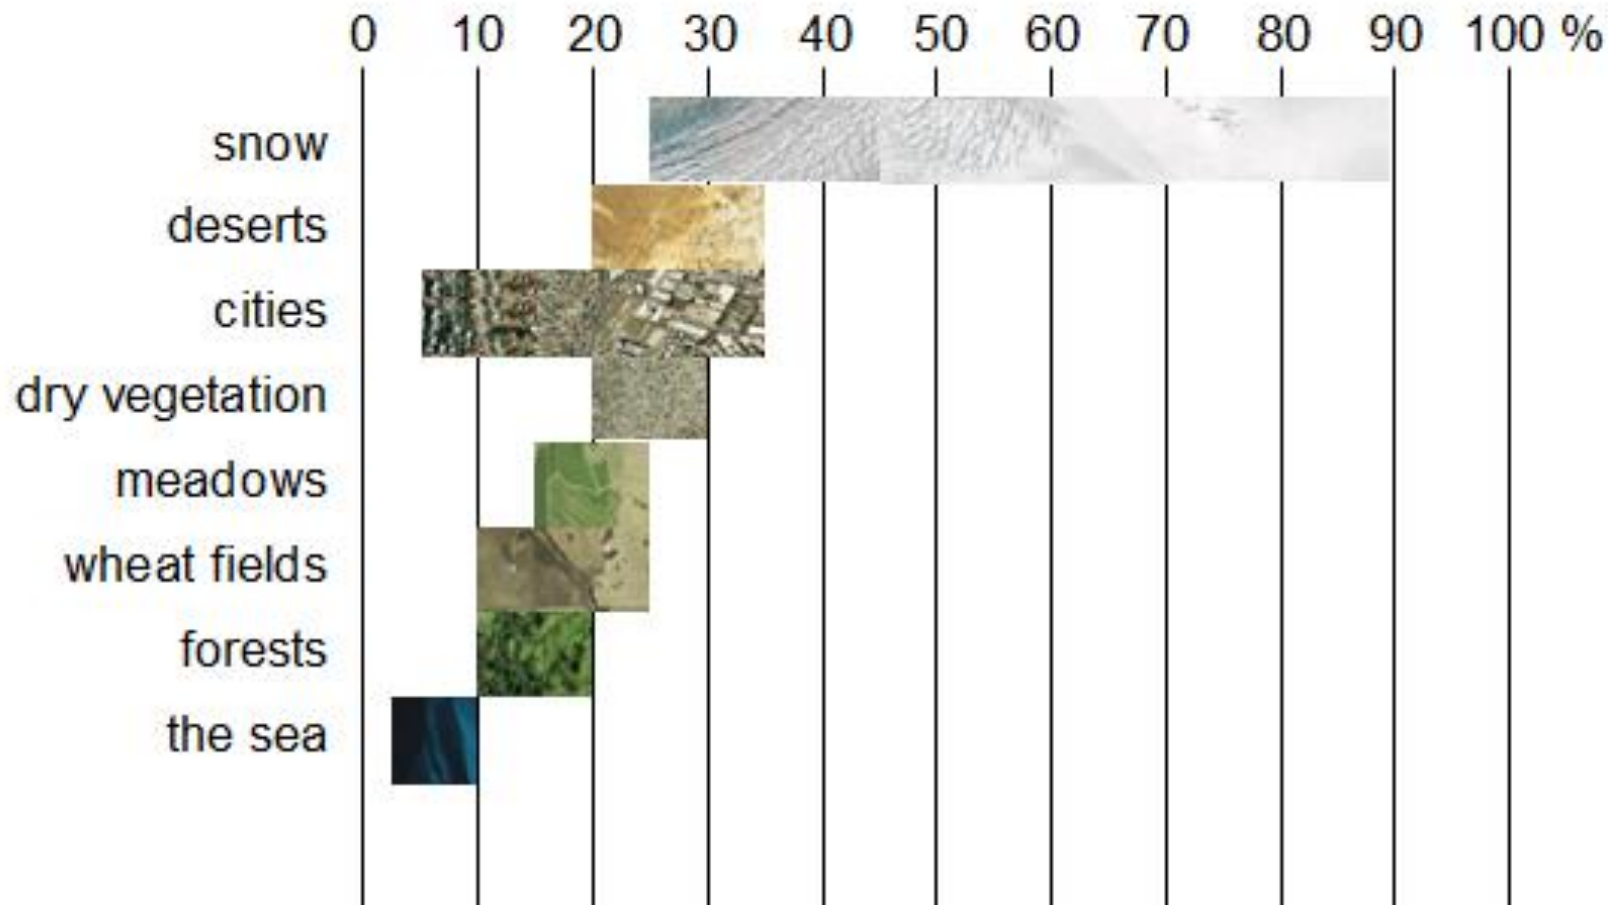 0 10 20 30 40 50 60 70 80 90 100 %
snow
deserts
cities
dry vegetation
meadows
wheat fields
forests
the sea